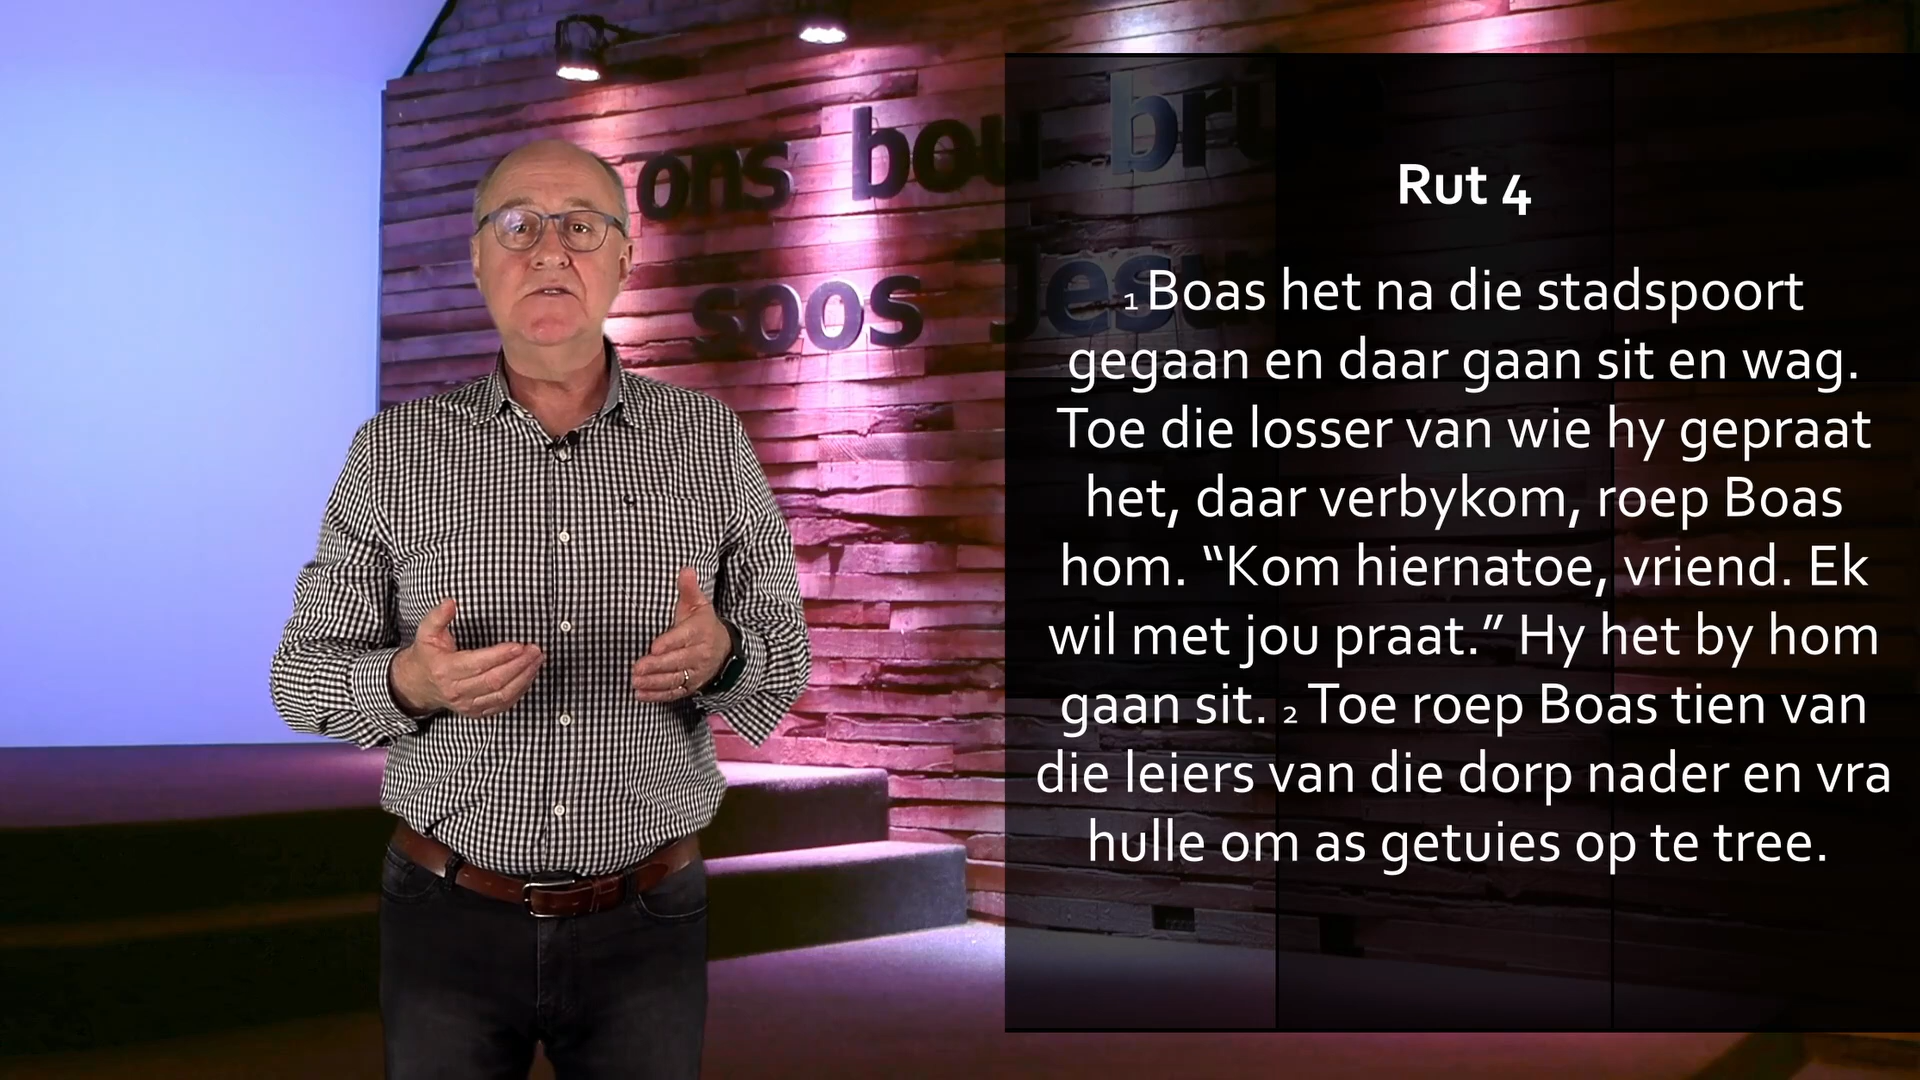 ons bou bru
soos Jesu
Rut 4
1 Boas het na die stadspoort
gegaan en daar gaan sit en wag.
Toe die losser van wie hy gepraat
het, daar verbykom, roep Boas
hom. “Kom hiernatoe, vriend. Ek
wil met jou praat.” Hy het by hom
gaan sit. 2 Toe roep Boas tien van
die leiers van die dorp nader en vra
hulle om as getuies op te tree.